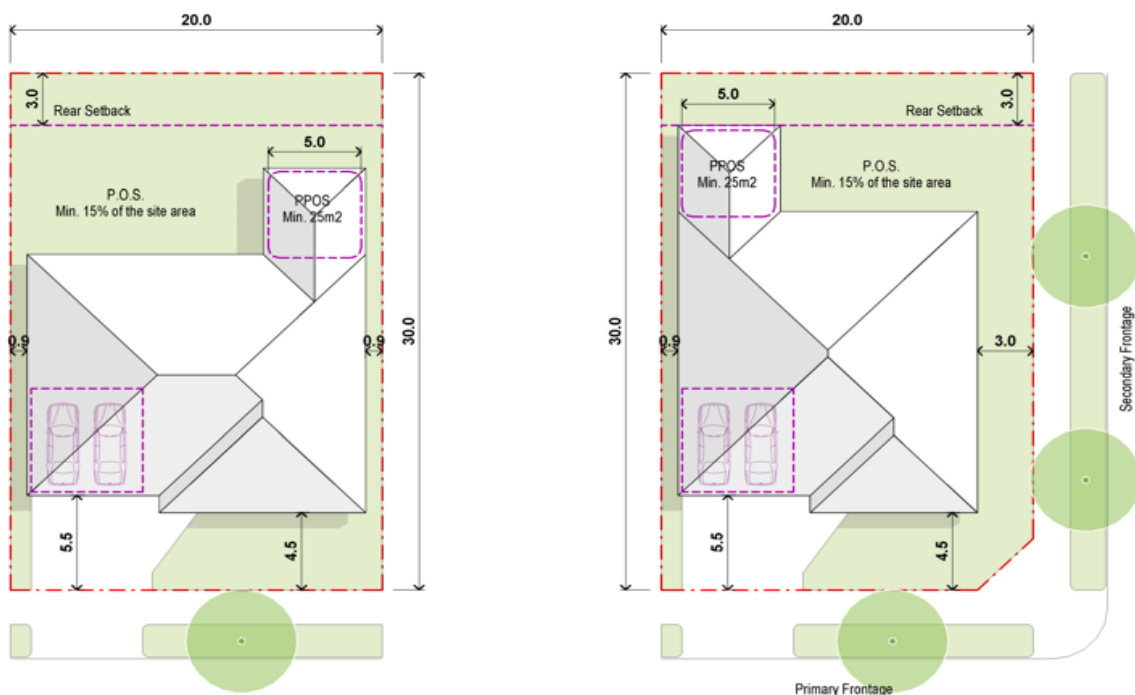 20.0
3.0
Rear Setback
5.0
P.O.S.
Min. 15% of the site area
PPOS
Min. 25m2
30.0
0.9
0.9
5.5
4.5
20.0
5.0
Rear Setback
3.0
PPOS
Min. 25m2
P.O.S.
Min. 15% of the site area
30.0
0.9
3.0
Secondary Frontage
5.5
4.5
Primary Frontage